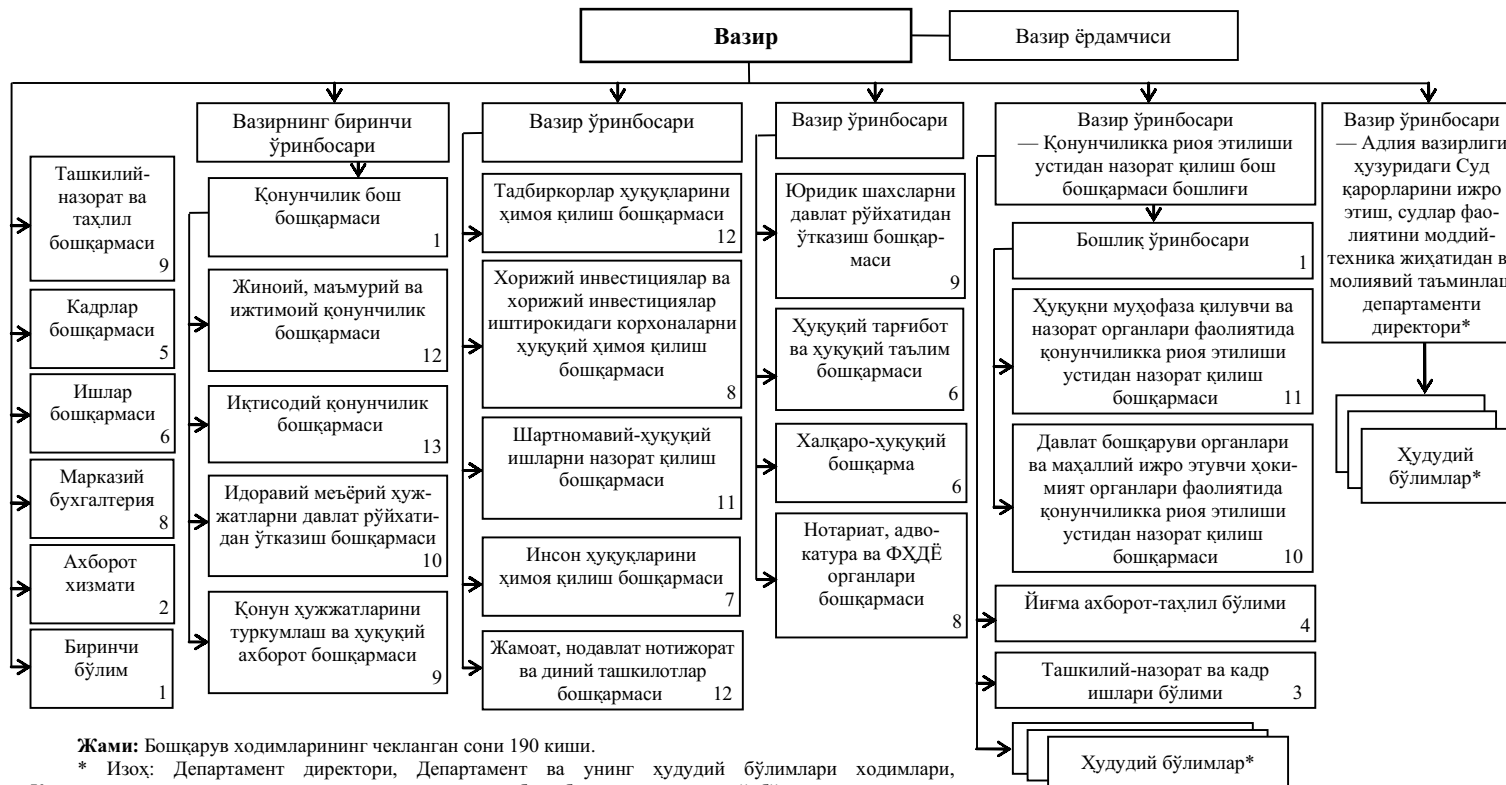 Вазир
Вазир ёрдамчиси
Ташкилий-
назорат ва
таҳлил
бошқармаси
9
Кадрлар
бошқармаси
5
Ишлар
бошқармаси
6
Марказий
бухгалтерия
8
Ахборот
хизмати
2
Биринчи
бўлим
1
Вазирнинг биринчи
ўринбосари
Қонунчилик бош
бошқармаси
1
Жиноий, маъмурий ва
ижтимоий қонунчилик
бошқармаси
12
Иқтисодий қонунчилик
бошқармаси
13
Идоравий меъёрий ҳуж-
жатларни давлат рўйхати-
дан ўтказиш бошқармаси
10
Қонун ҳужжатларини
туркумлаш ва ҳуқуқий
ахборот бошқармаси
9
Вазир ўринбосари
Тадбиркорлар ҳуқуқларини
ҳимоя қилиш бошқармаси
12
Хорижий инвестициялар ва
хорижий инвестициялар
иштирокидаги корхоналарни
ҳуқуқий ҳимоя қилиш
бошқармаси
8
Шартномавий-ҳуқуқий
ишларни назорат қилиш
бошқармаси
11
Инсон ҳуқуқларини
ҳимоя қилиш бошқармаси
7
Жамоат, нодавлат нотижорат
ва диний ташкилотлар
бошқармаси
12
Вазир ўринбосари
Юридик шахсларни
давлат рўйхатидан
ўтказиш бошқар-
маси
9
Ҳуқуқий тарғибот
ва ҳуқуқий таълим
бошқармаси
6
Халқаро-ҳуқуқий
бошқарма
6
Нотариат, адво-
катура ва ФҲДЁ
органлари
бошқармаси
8
Вазир ўринбосари
— Қонунчиликка риоя этилиши
устидан назорат қилиш бош
бошқармаси бошлиғи
Бошлиқ ўринбосари
1
Ҳуқуқни муҳофаза қилувчи ва
назорат органлари фаолиятида
қонунчиликка риоя этилиши
устидан назорат қилиш
бошқармаси
11
Давлат бошқаруви органлари
ва маҳаллий ижро этувчи ҳоки-
мият органлари фаолиятида
қонунчиликка риоя этилиши
устидан назорат қилиш
бошқармаси
10
Йиғма ахборот-таҳлил бўлими
4
Ташкилий-назорат ва кадр
ишлари бўлими
3
Ҳудудий бўлимлар*
Вазир ўринбосари
— Адлия вазирлиги
ҳузуридаги Суд
қарорларини ижро
этиш, судлар фао-
лиятини моддий-
техника жиҳатидан в
молиявий таъминлаш
департаменти
директори*
Ҳудудий
бўлимлар*
Жами: Бошқарув ходимларининг чекланган сони 190 киши.
* Изоҳ: Департамент директори, Департамент ва унинг ҳудудий бўлимлари ходимлари,